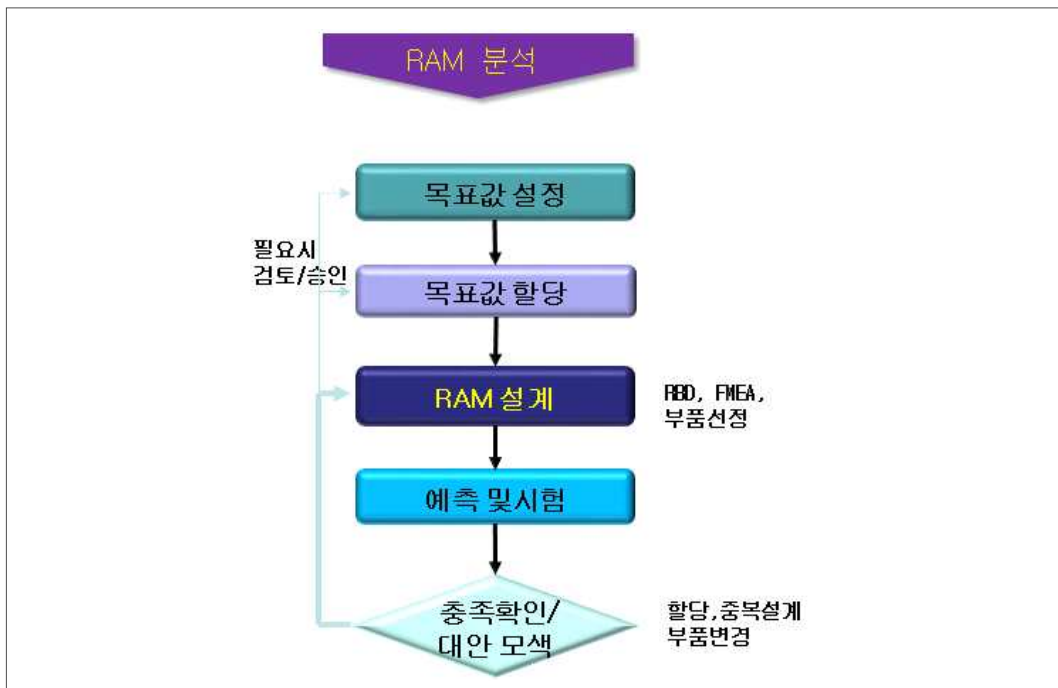 RAM 분석
목표값 설정
필요시
검토/승인
목표값 할당
RAM 설계
RBD, FMEA,
부품선정
예측 및시험
충족확인/
대안 모색
할당,중복설계
부품변경